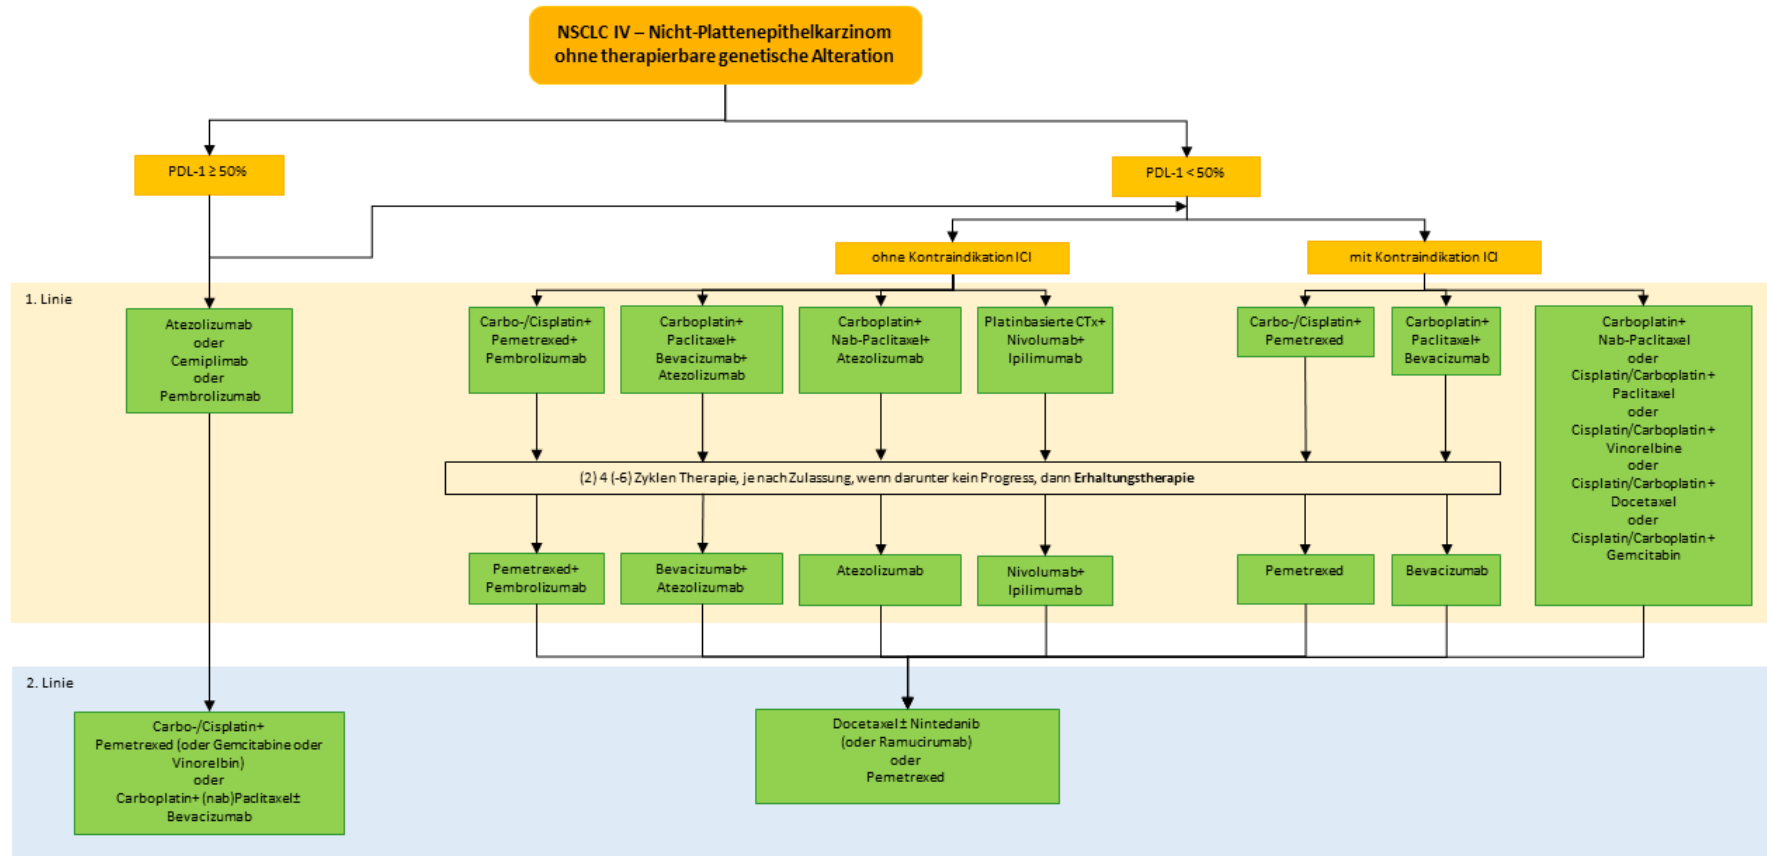 NSCLC IV – Nicht-Plattenepithelkarzinom
ohne therapierbare genetische Alteration
PDL-1 ≥ 50%
PDL-1 < 50%
ohne Kontraindikation ICI
mit Kontraindikation ICI
1. Linie
Atezolizumab
oder
Cemiplimab
oder
Pembrolizumab
Carbo-/Cisplatin+
Pemetrexed+
Pembrolizumab
Carboplatin+
Paclitaxel+
Bevacizumab+
Atezolizumab
Carboplatin+
Nab-Paclitaxel+
Atezolizumab
Platinbasierte CTx+
Nivolumab+
Ipilimumab
Carbo-/Cisplatin+
Pemetrexed
Carboplatin+
Paclitaxel+
Bevacizumab
Carboplatin+
Nab-Paclitaxel
oder
Cisplatin/Carboplatin+
Paclitaxel
oder
Cisplatin/Carboplatin+
Vinorelbine
oder
Cisplatin/Carboplatin+
Docetaxel
oder
Cisplatin/Carboplatin+
Gemcitabin
(2) 4 (-6) Zyklen Therapie, je nach Zulassung, wenn darunter kein Progress, dann Erhaltungstherapie
Pemetrexed+
Pembrolizumab
Bevacizumab+
Atezolizumab
Atezolizumab
Nivolumab+
Ipilimumab
Pemetrexed
Bevacizumab
2. Linie
Carbo-/Cisplatin+
Pemetrexed (oder Gemcitabine oder
Vinorelbin)
oder
Carboplatin+ (nab)Paclitaxel±
Bevacizumab
Docetaxel± Nintedanib
(oder Ramucirumab)
oder
Pemetrexed